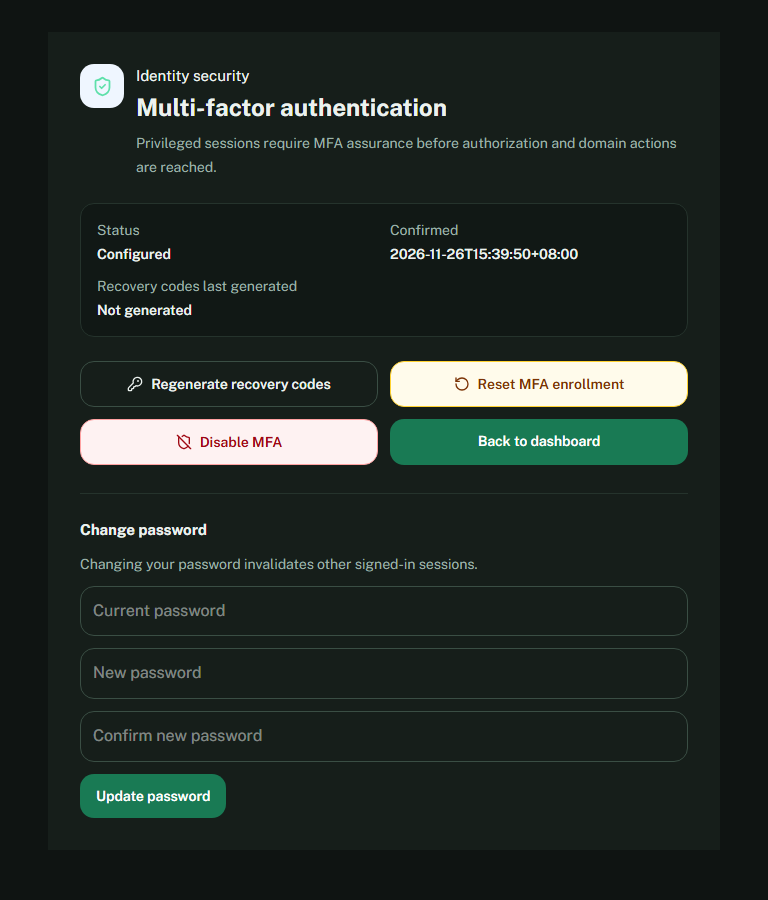 Identity security
Multi-factor authentication
Privileged sessions require MFA assurance before authorization and domain actions
are reached.
Status
Configured
Confirmed
2026-11-26T15:39:50+08:00
Recovery codes last generated
Not generated
Regenerate recovery codes
Reset MFA enrollment
Disable MFA
Back to dashboard
Change password
Changing your password invalidates other signed-in sessions.
Current password
New password
Confirm new password
Update password